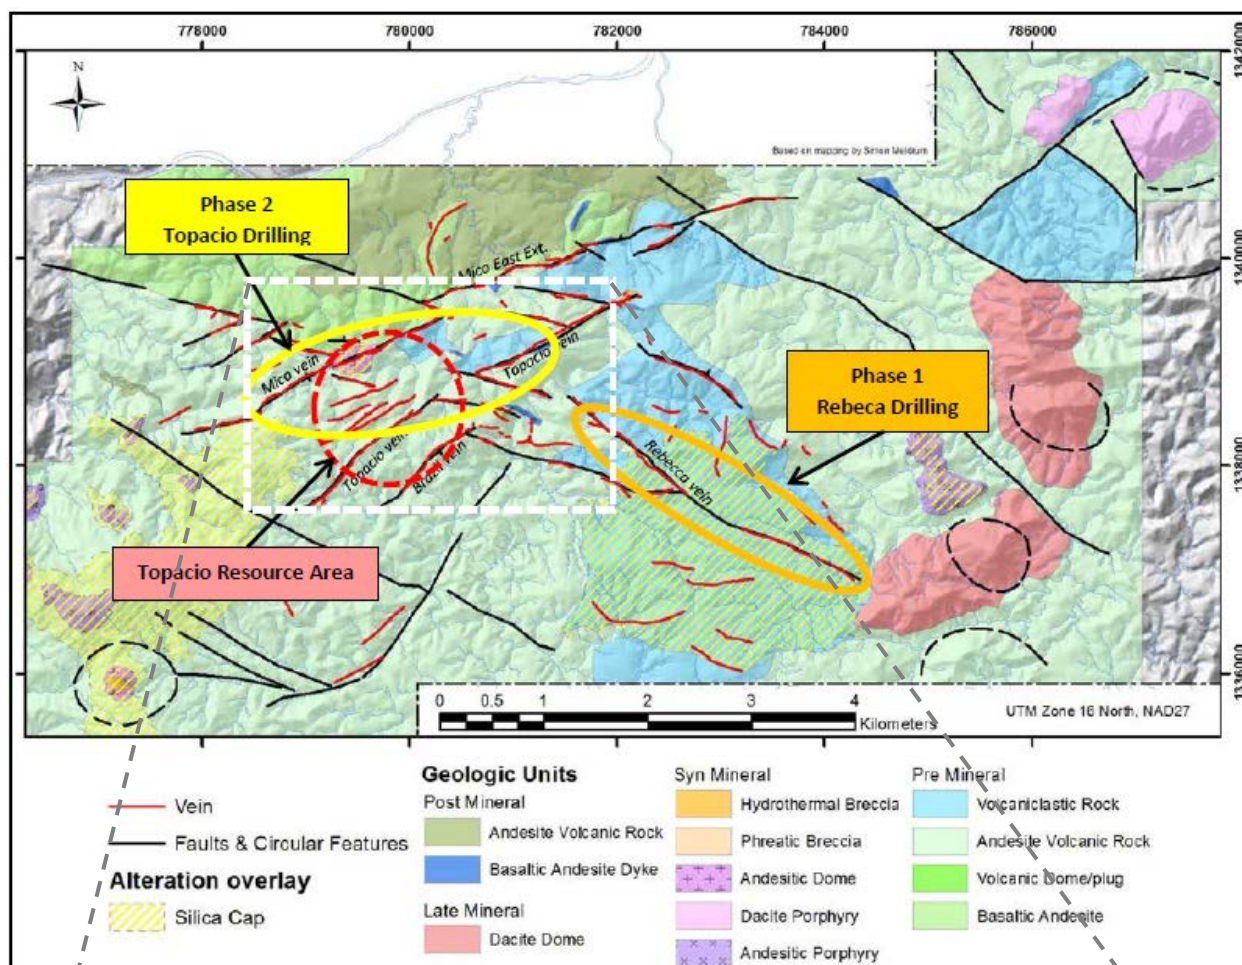 778000 780000 782000 784000 786000
1342000
N
Based on mapping by Simon Meldrum
Phase 2
Topacio Drilling
1340000
Mico East Ext.
Mico vein
Topacio vein
Phase 1
Rebeca Drilling
Topacio vein
Brazil vein
Rebecca vein
1338000
Topacio Resource Area
1336000
0 0.5 1 2 3 4
Kilometers
UTM Zone 16 North, NAD27
Vein
Faults & Circular Features
Alteration overlay
Silica Cap
Geologic Units
Post Mineral
Andesite Volcanic Rock
Basaltic Andesite Dyke
Late Mineral
Dacite Dome
Syn Mineral
Hydrothermal Breccia
Phreatic Breccia
Andesitic Dome
Dacite Porphyry
Andesitic Porphyry
Pre Mineral
Volcaniclastic Rock
Andesite Volcanic Rock
Volcanic Dome/plug
Basaltic Andesite